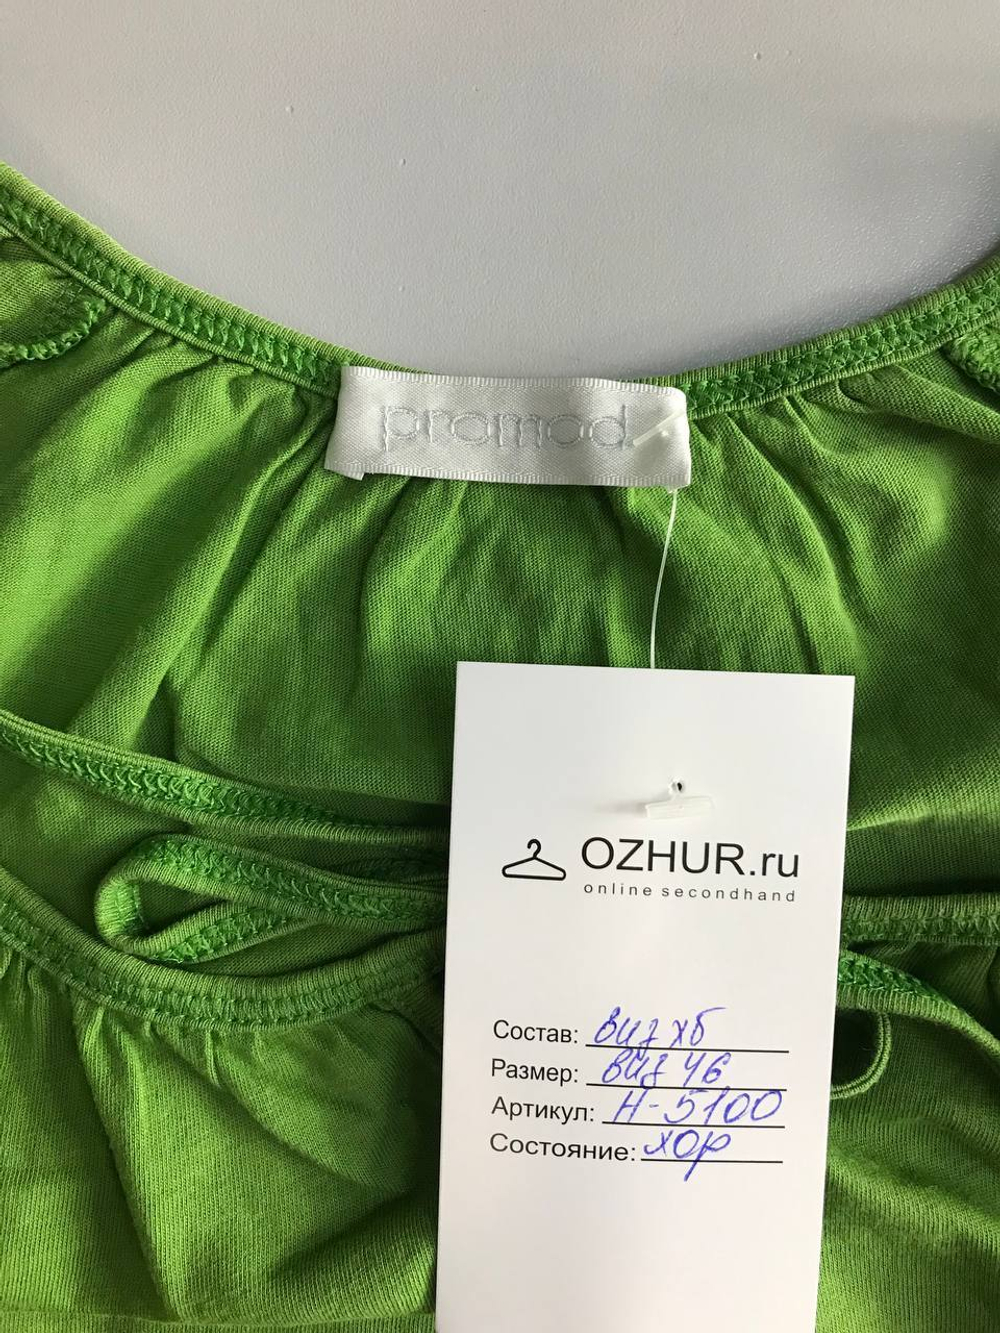 promod
OZHUR.ru
online secondhand
Состав: виз хб
Размер: виз 46
Артикул: Н-5100
Состояние: хор